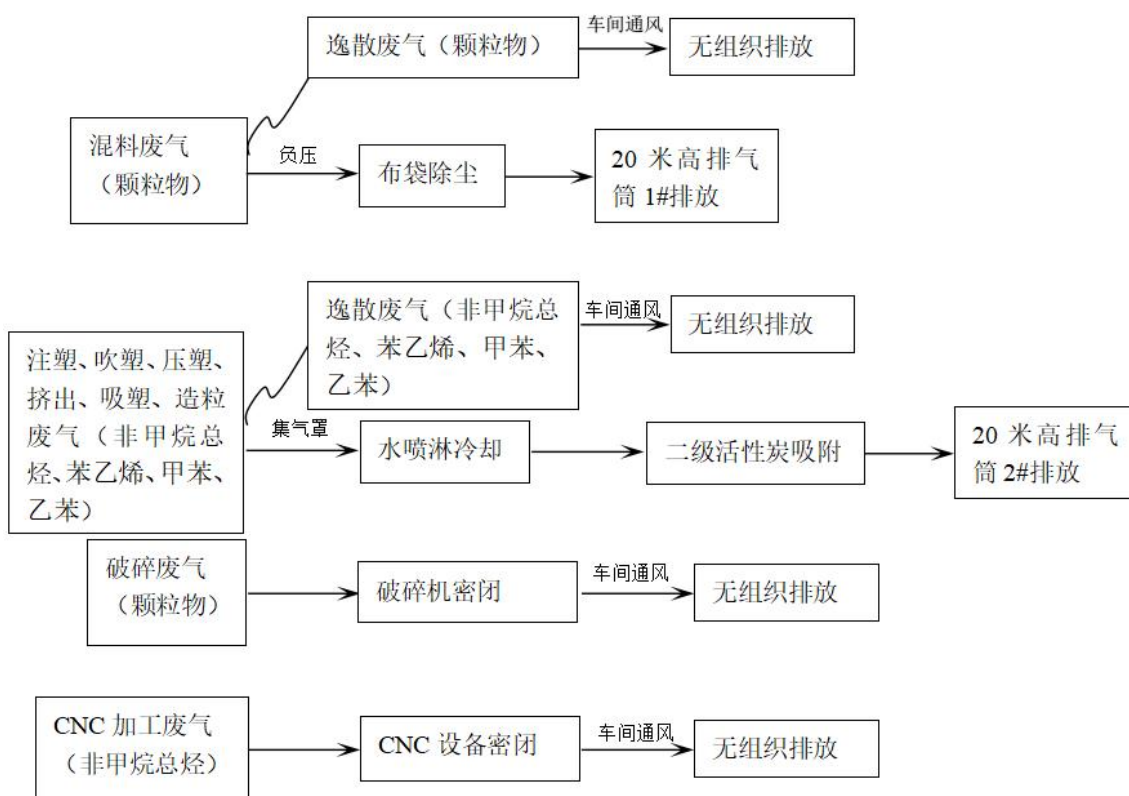 逸散废气（颗粒物）
车间通风
无组织排放
混料废气
（颗粒物）
负压
布袋除尘
20 米高排气
筒 1#排放
逸散废气（非甲烷总
烃、苯乙烯、甲苯、
乙苯）
车间通风
无组织排放
注塑、吹塑、压塑、
挤出、吸塑、造粒
废气（非甲烷总
烃、苯乙烯、甲苯、
乙苯）
集气罩
水喷淋冷却
二级活性炭吸附
20 米高排气
筒 2#排放
破碎废气
（颗粒物）
破碎机密闭
车间通风
无组织排放
CNC 加工废气
（非甲烷总烃）
CNC 设备密闭
车间通风
无组织排放